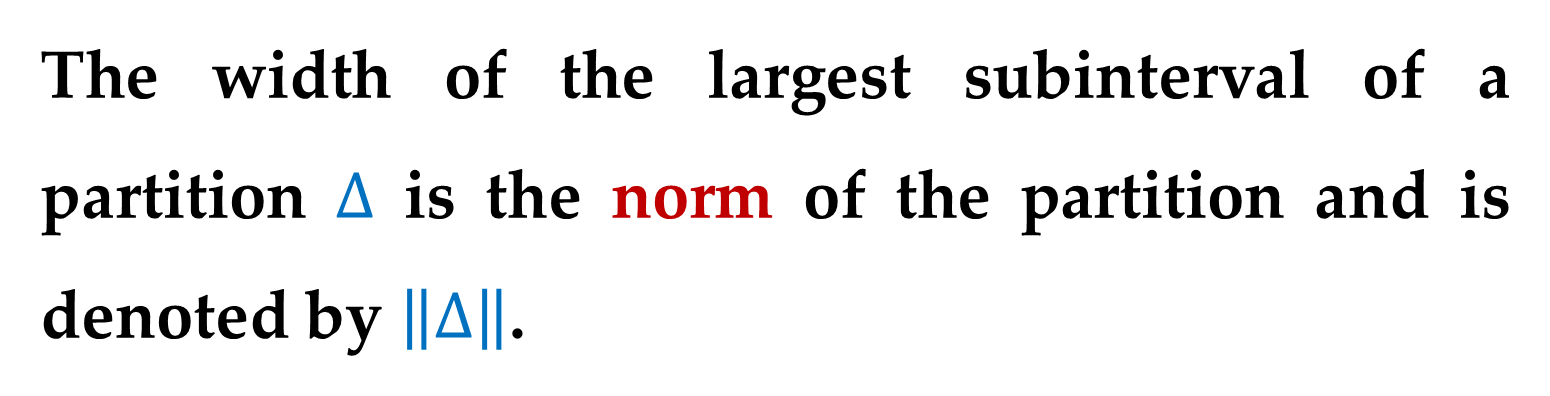 The width of the largest subinterval of a
partition Δ is the norm of the partition and is
denoted by ||Δ||.